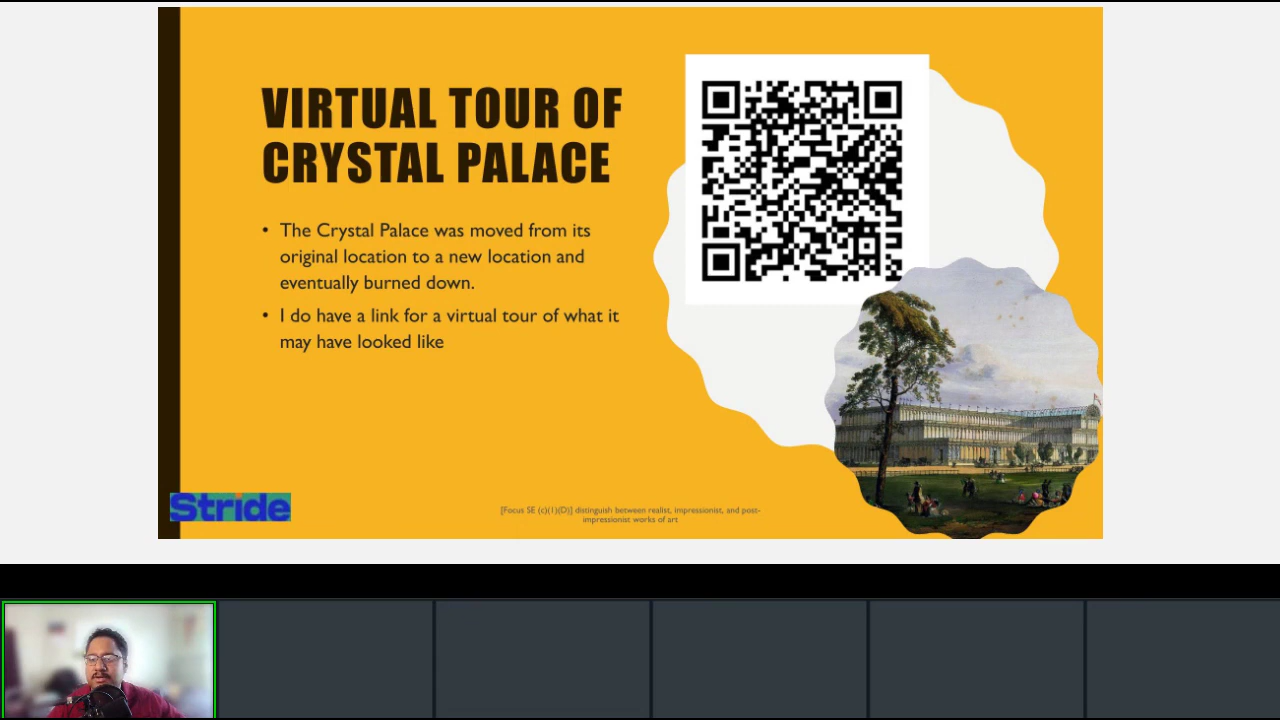 VIRTUAL TOUR OF
CRYSTAL PALACE
• The Crystal Palace was moved from its
original location to a new location and
eventually burned down.
• I do have a link for a virtual tour of what it
may have looked like
Stride
[Focus SE (c)(1)(D)] distinguish between realist, impressionist, and post-
impressionist works of art